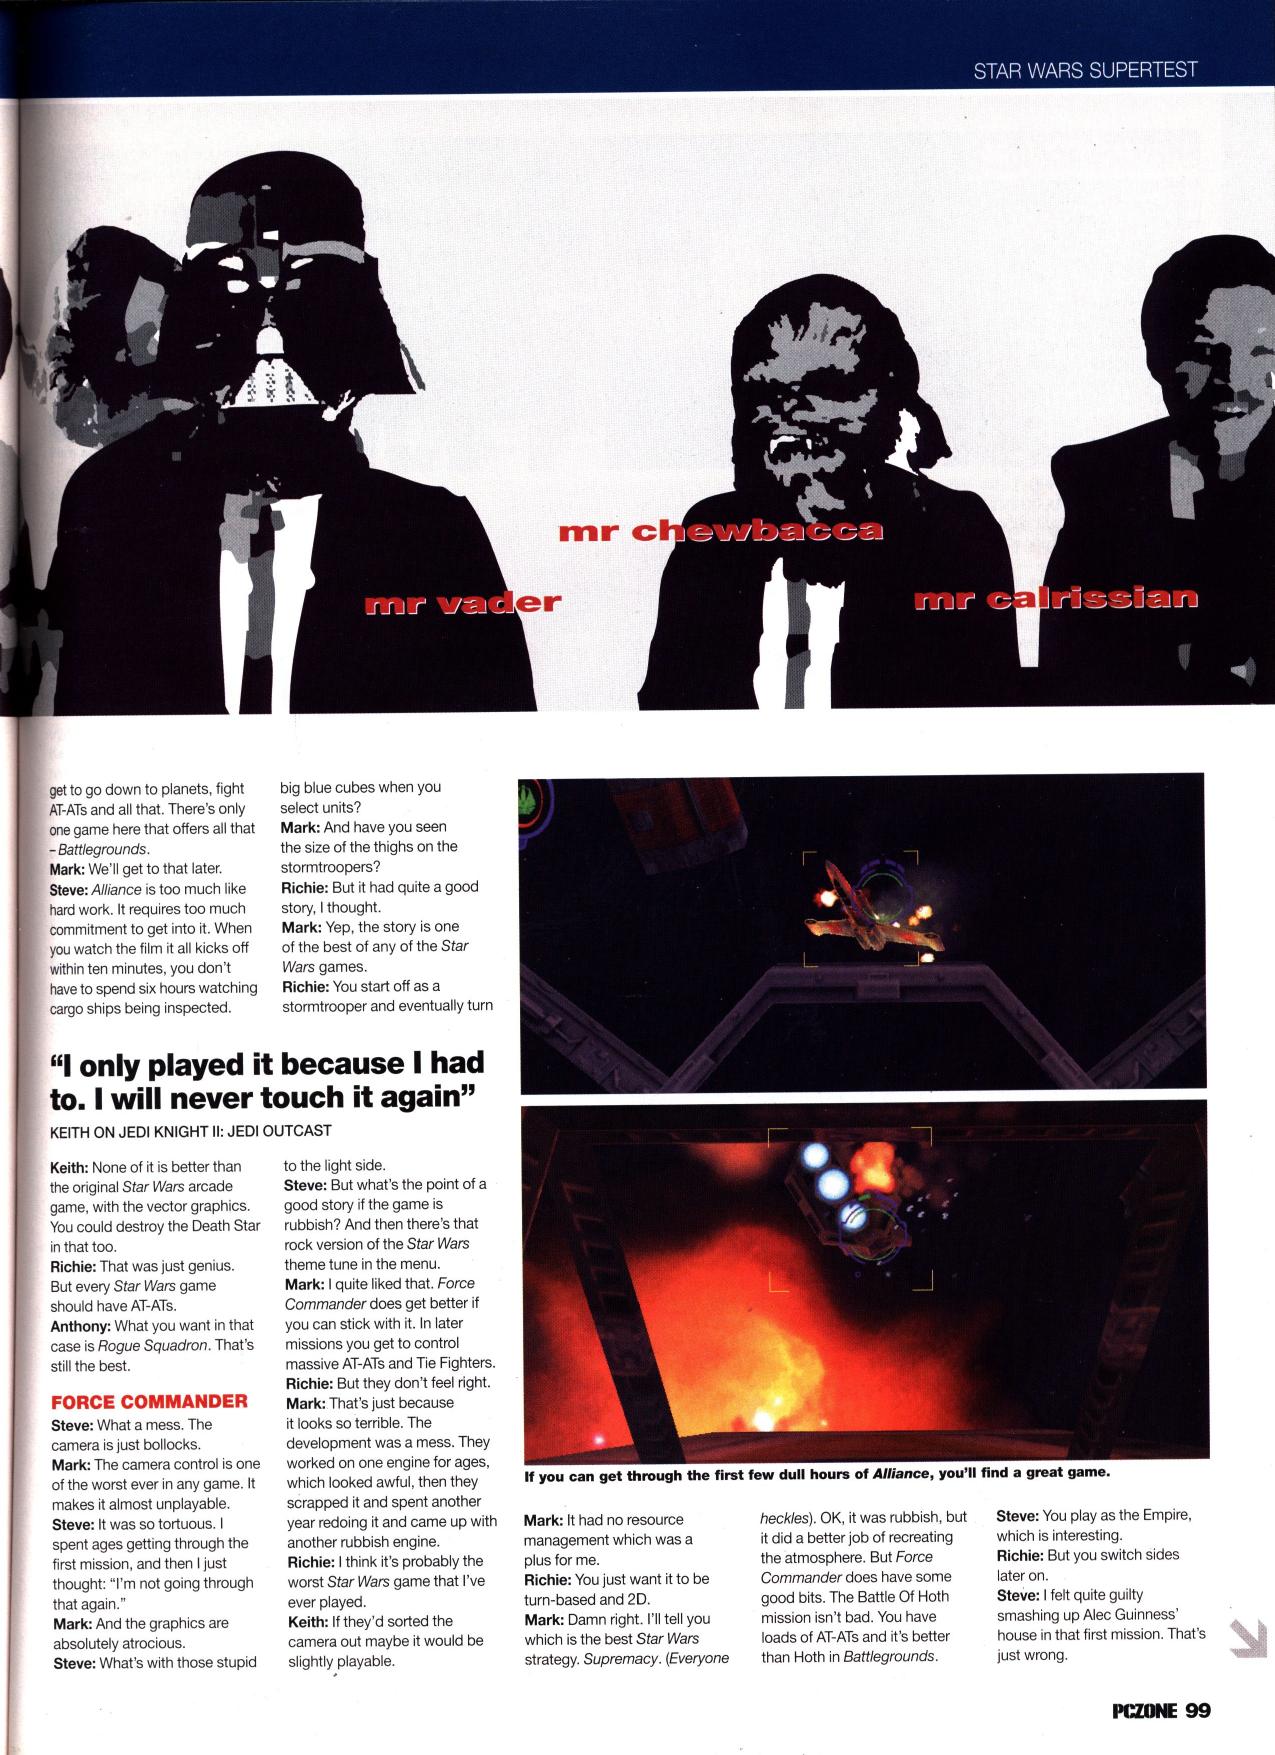 STAR WARS SUPERTEST
mr chewbacca
mr vader
mr calrissian
get to go down to planets, fight
AT-ATs and all that. There's only
one game here that offers all that
– Battlegrounds.
Mark: We'll get to that later.
Steve: Alliance is too much like
hard work. It requires too much
commitment to get into it. When
you watch the film it all kicks off
within ten minutes, you don't
have to spend six hours watching
cargo ships being inspected.
"I only played it because I had
to. I will never touch it again"
KEITH ON JEDI KNIGHT II: JEDI OUTCAST
Keith: None of it is better than
the original Star Wars arcade
game, with the vector graphics.
You could destroy the Death Star
in that too.
Richie: That was just genius.
But every Star Wars game
should have AT-ATs.
Anthony: What you want in that
case is Rogue Squadron. That's
still the best.
FORCE COMMANDER
Steve: What a mess. The
camera is just bollocks.
Mark: The camera control is one
of the worst ever in any game. It
makes it almost unplayable.
Steve: It was so tortuous. I
spent ages getting through the
first mission, and then I just
thought: "I'm not going through
that again."
Mark: And the graphics are
absolutely atrocious.
Steve: What's with those stupid
big blue cubes when you
select units?
Mark: And have you seen
the size of the thighs on the
stormtroopers?
Richie: But it had quite a good
story, I thought.
Mark: Yep, the story is one
of the best of any of the Star
Wars games.
Richie: You start off as a
stormtrooper and eventually turn
to the light side.
Steve: But what's the point of a
good story if the game is
rubbish? And then there's that
rock version of the Star Wars
theme tune in the menu.
Mark: I quite liked that. Force
Commander does get better if
you can stick with it. In later
missions you get to control
massive AT-ATs and Tie Fighters.
Richie: But they don't feel right.
Mark: That's just because
it looks so terrible. The
development was a mess. They
worked on one engine for ages,
which looked awful, then they
scrapped it and spent another
year redoing it and came up with
another rubbish engine.
Richie: I think it's probably the
worst Star Wars game that I've
ever played.
Keith: If they'd sorted the
camera out maybe it would be
slightly playable.
If you can get through the first few dull hours of Alliance, you'll find a great game.
Mark: It had no resource
management which was a
plus for me.
Richie: You just want it to be
turn-based and 2D.
Mark: Damn right. I'll tell you
which is the best Star Wars
strategy. Supremacy. (Everyone
heckles). OK, it was rubbish, but
it did a better job of recreating
the atmosphere. But Force
Commander does have some
good bits. The Battle Of Hoth
mission isn't bad. You have
loads of AT-ATs and it's better
than Hoth in Battlegrounds.
Steve: You play as the Empire,
which is interesting.
Richie: But you switch sides
later on.
Steve: I felt quite guilty
smashing up Alec Guinness'
house in that first mission. That's
just wrong.
PCZONE 99